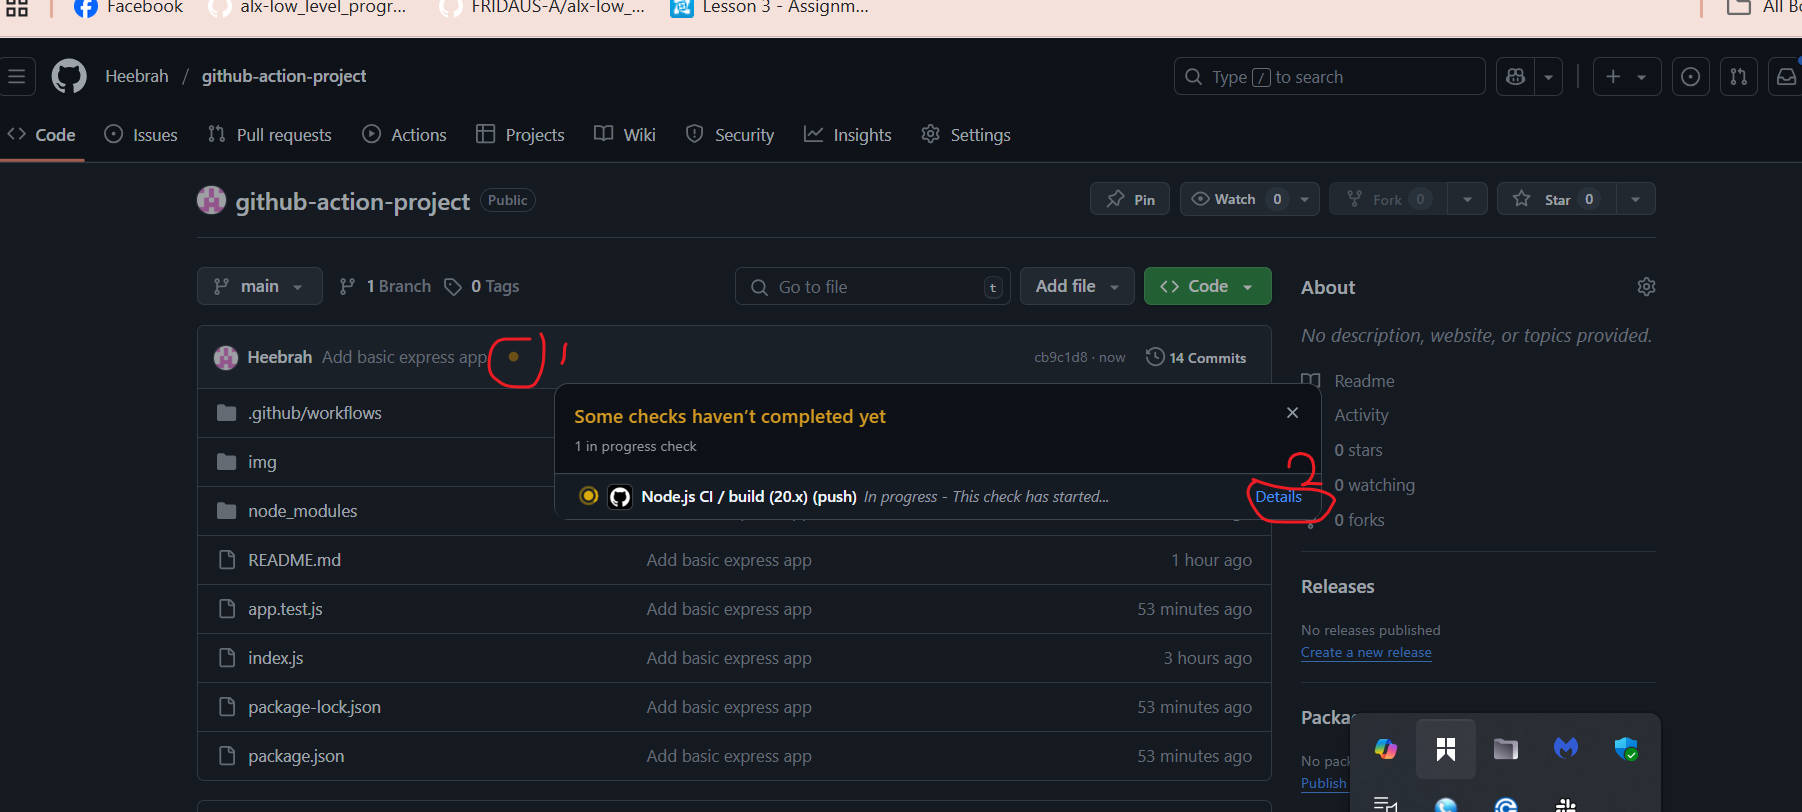 Facebook alx-low_level_progr... FRIDAUS-A/alx-low_... Lesson 3 - Assignm... All Bo
Heebrah / github-action-project Type / to search
Code Issues Pull requests Actions Projects Wiki Security Insights Settings
github-action-project Public Pin Watch 0 Fork 0 Star 0
main 1 Branch 0 Tags Go to file t Add file Code About
No description, website, or topics provided.
Heebrah Add basic express app 1 cb9c1d8 · now 14 Commits
Readme
.github/workflows
Some checks haven't completed yet
Activity
1 in progress check
2
0 stars
img
Node.js CI / build (20.x) (push) In progress - This check has started... Details
0 watching
node_modules
0 forks
README.md Add basic express app 1 hour ago
Releases
app.test.js Add basic express app 53 minutes ago
No releases published
Create a new release
index.js Add basic express app 3 hours ago
package-lock.json Add basic express app 53 minutes ago
Packa
package.json Add basic express app 53 minutes ago
No pack
Publish